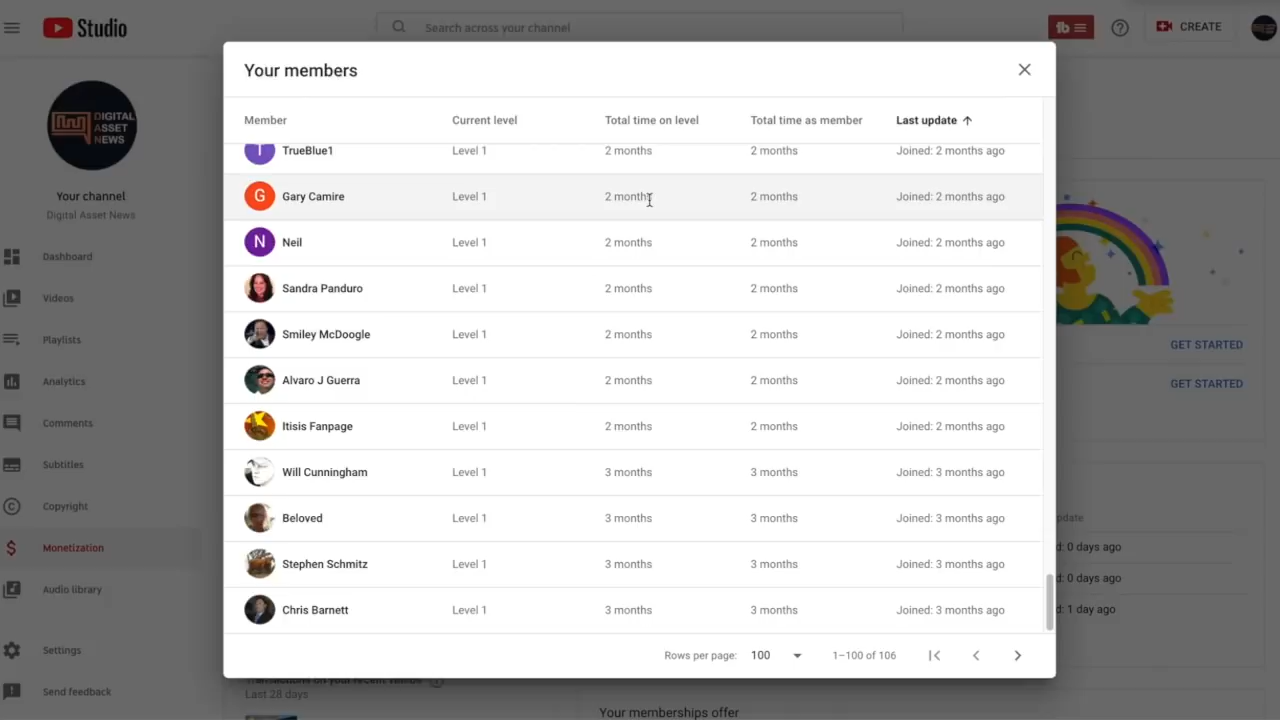 Studio
Search across your channel
CREATE
DIGITAL
ASSET
NEWS
Your channel
Digital Asset News
Dashboard
Videos
Playlists
Analytics
Comments
Subtitles
Copyright
Monetization
Audio library
Settings
Send feedback
Your members
Member Current level Total time on level Total time as member Last update
T TrueBlue1 Level 1 2 months 2 months Joined: 2 months ago
G Gary Camire Level 1 2 months 2 months Joined: 2 months ago
N Neil Level 1 2 months 2 months Joined: 2 months ago
Sandra Panduro Level 1 2 months 2 months Joined: 2 months ago
Smiley McDoogle Level 1 2 months 2 months Joined: 2 months ago
Alvaro J Guerra Level 1 2 months 2 months Joined: 2 months ago
Itisis Fanpage Level 1 2 months 2 months Joined: 2 months ago
Will Cunningham Level 1 3 months 3 months Joined: 3 months ago
Beloved Level 1 3 months 3 months Joined: 3 months ago
Stephen Schmitz Level 1 3 months 3 months Joined: 3 months ago
Chris Barnett Level 1 3 months 3 months Joined: 3 months ago
Rows per page: 100 1–100 of 106
GET STARTED
GET STARTED
d: 0 days ago
d: 0 days ago
: 1 day ago
Last 28 days
Your memberships offer